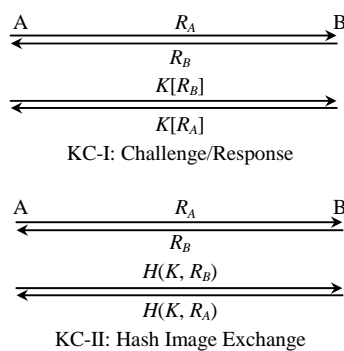 A R_A B
R_B
K[R_B]
K[R_A]
KC-I: Challenge/Response
A R_A B
R_B
H(K, R_B)
H(K, R_A)
KC-II: Hash Image Exchange